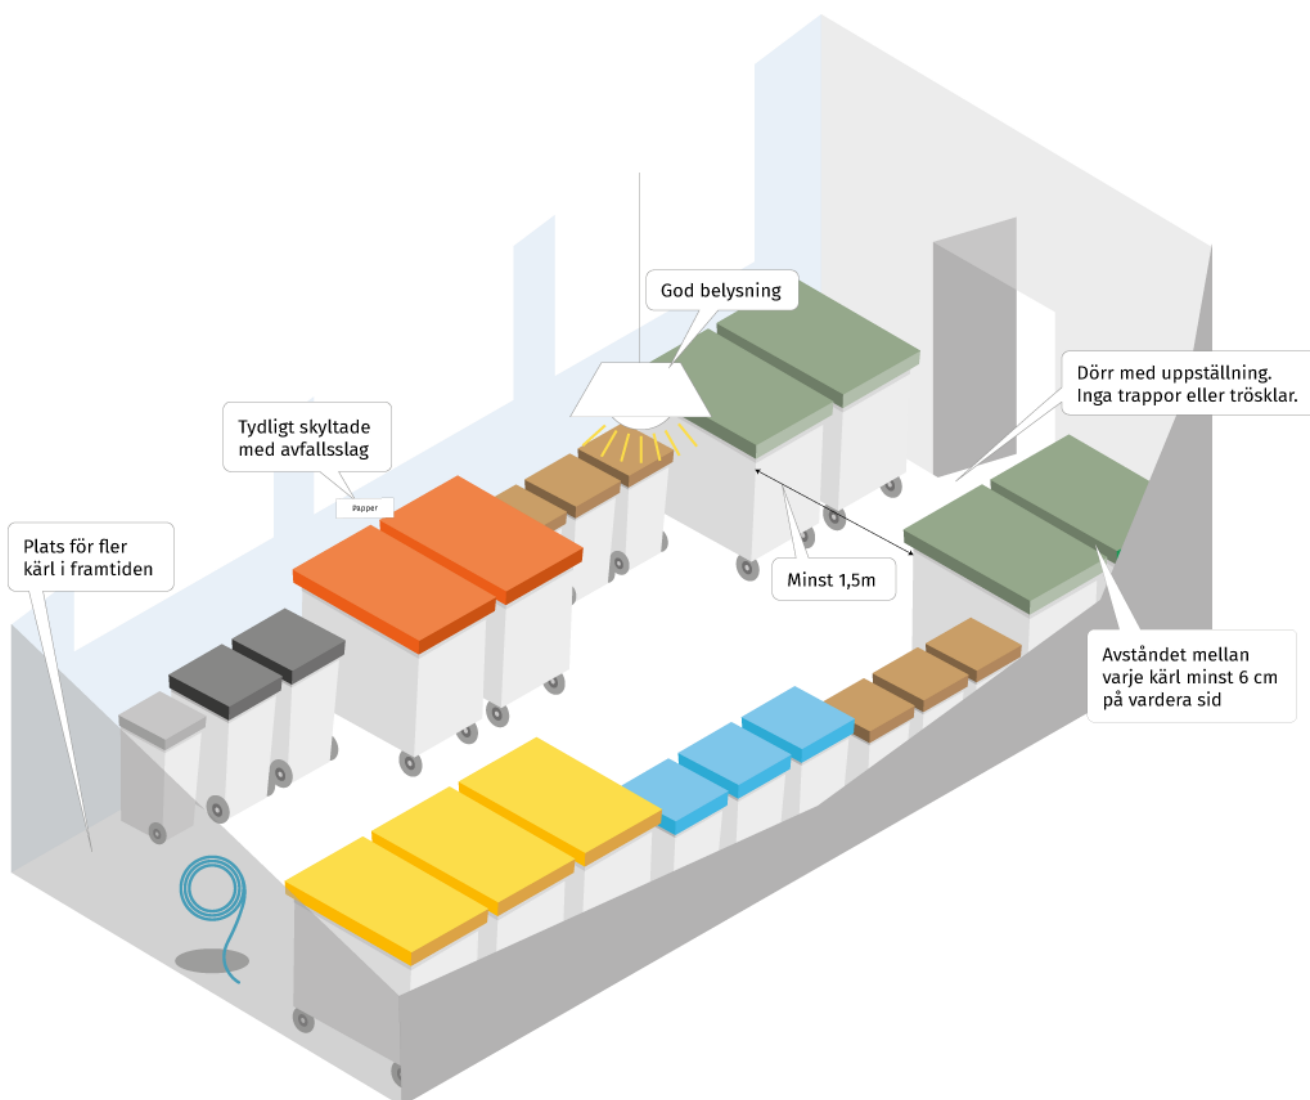 God belysning
Dörr med uppställning.
Inga trappor eller trösklar.
Tydligt skyltade
med avfallsslag
Papper
Plats för fler
kärl i framtiden
Minst 1,5m
Avståndet mellan
varje kärl minst 6 cm
på vardera sid